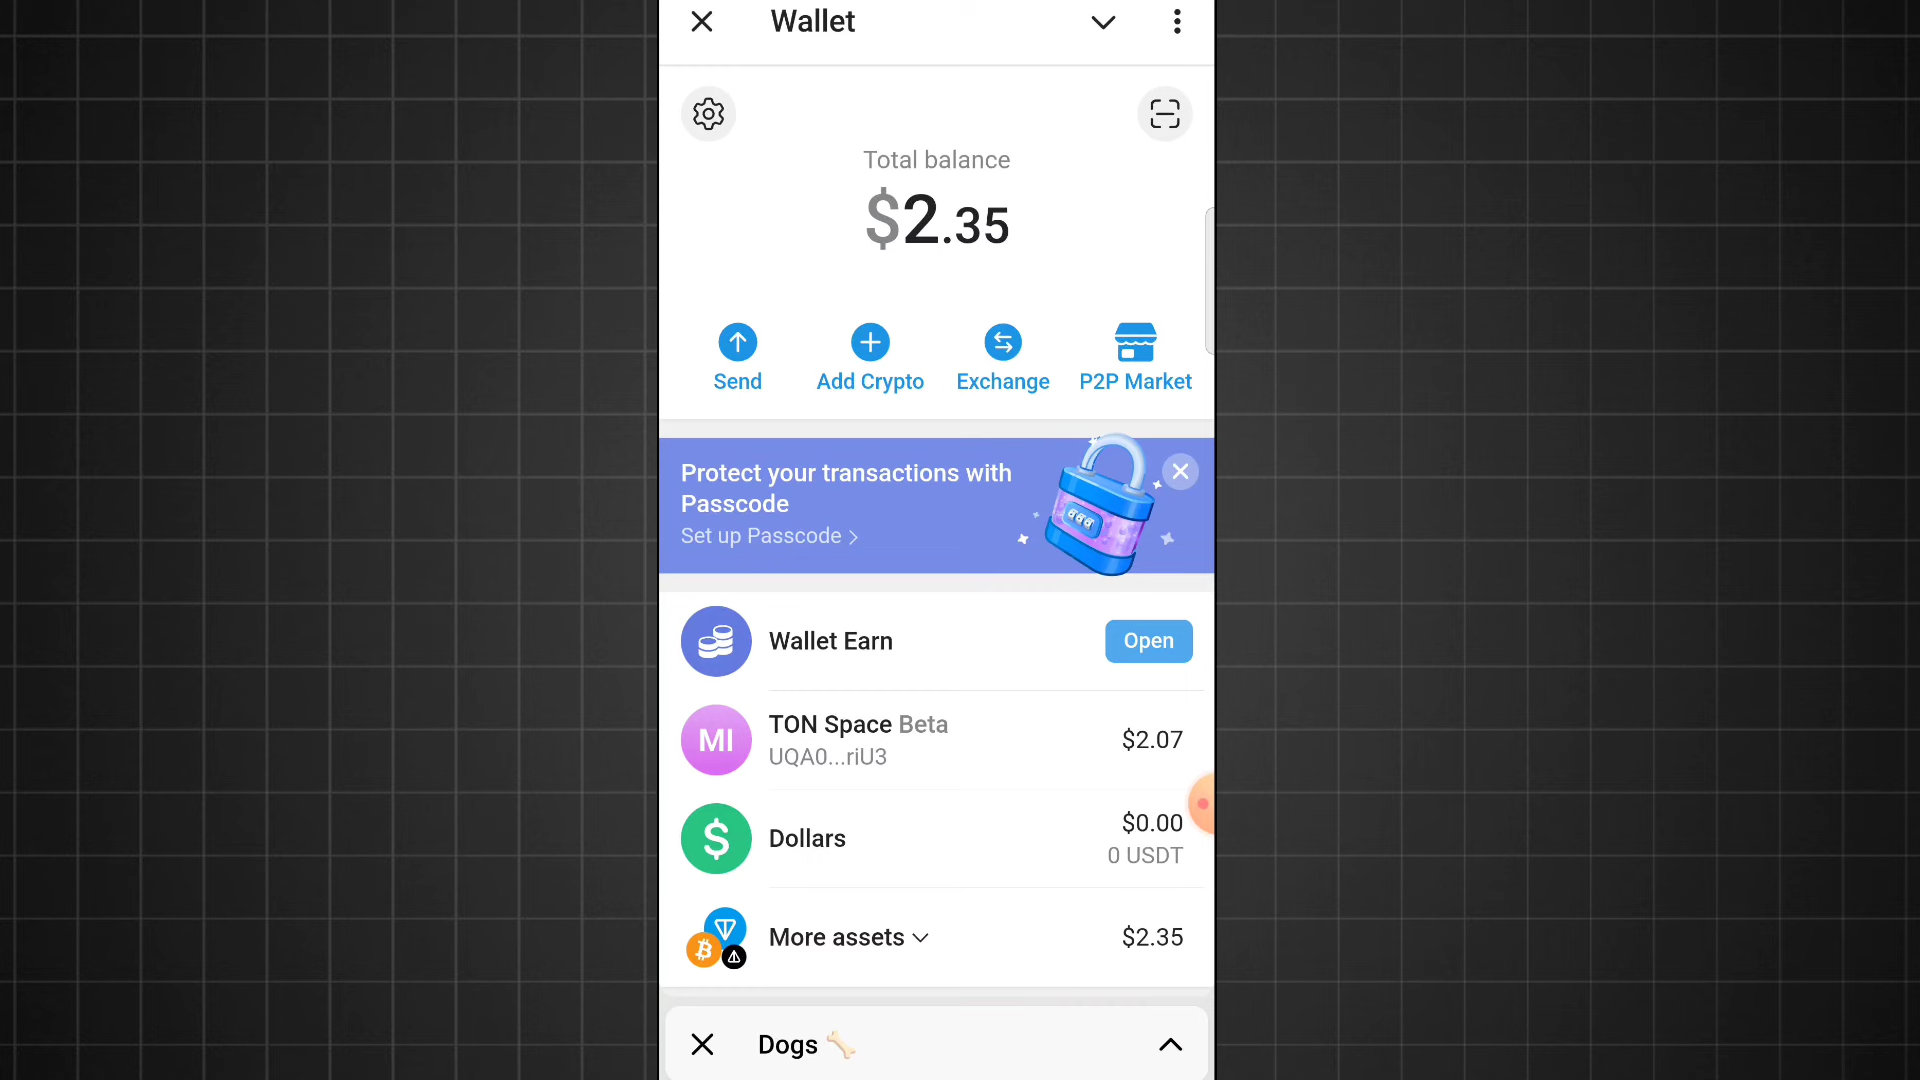 Wallet
Total balance
$2.35
Send
Add Crypto
Exchange
P2P Market
Protect your transactions with
Passcode
Set up Passcode >
Wallet Earn
Open
MI
TON Space Beta
UQA0...riU3
$2.07
Dollars
$0.00
0 USDT
More assets
$2.35
Dogs 🦴